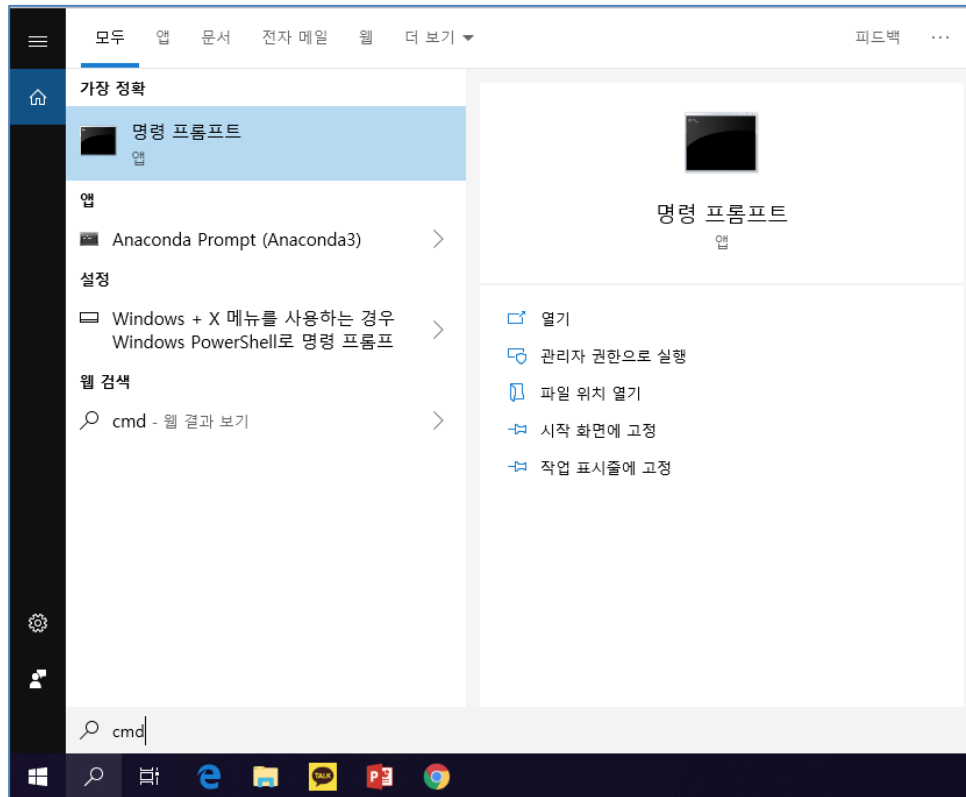 모두 앱 문서 전자 메일 웹 더 보기 피드백 ...
가장 정확
명령 프롬프트
앱
앱
Anaconda Prompt (Anaconda3)
설정
Windows + X 메뉴를 사용하는 경우
Windows PowerShell로 명령 프롬프
웹 검색
cmd - 웹 결과 보기
명령 프롬프트
앱
열기
관리자 권한으로 실행
파일 위치 열기
시작 화면에 고정
작업 표시줄에 고정
cmd
TALK